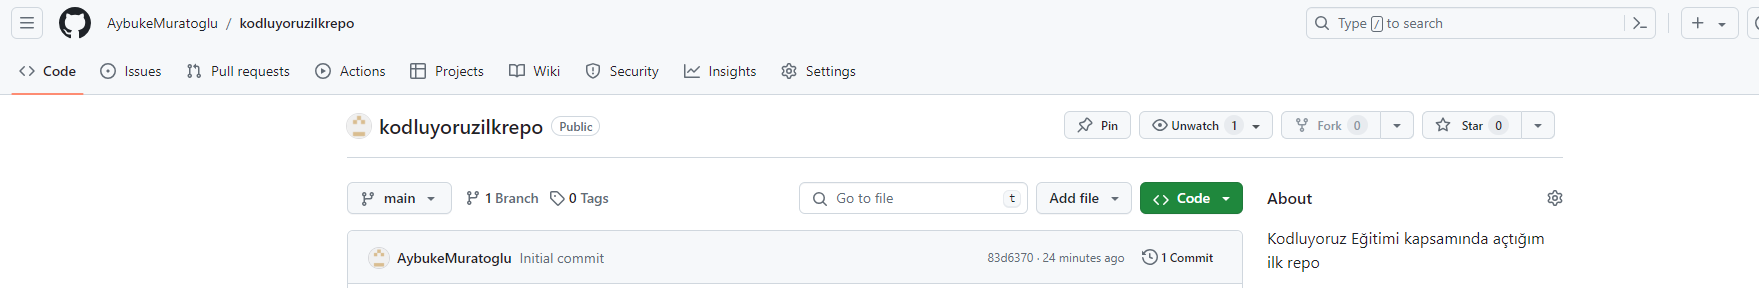 AybukeMuratoglu / kodluyoruzilkrepo
Type / to search
Code Issues Pull requests Actions Projects Wiki Security Insights Settings
kodluyoruzilkrepo Public
Pin Unwatch 1 Fork 0 Star 0
main 1 Branch 0 Tags Go to file t Add file Code
About
Kodluyoruz Eğitimi kapsamında açtığım
ilk repo
AybukeMuratoglu Initial commit 83d6370 · 24 minutes ago 1 Commit